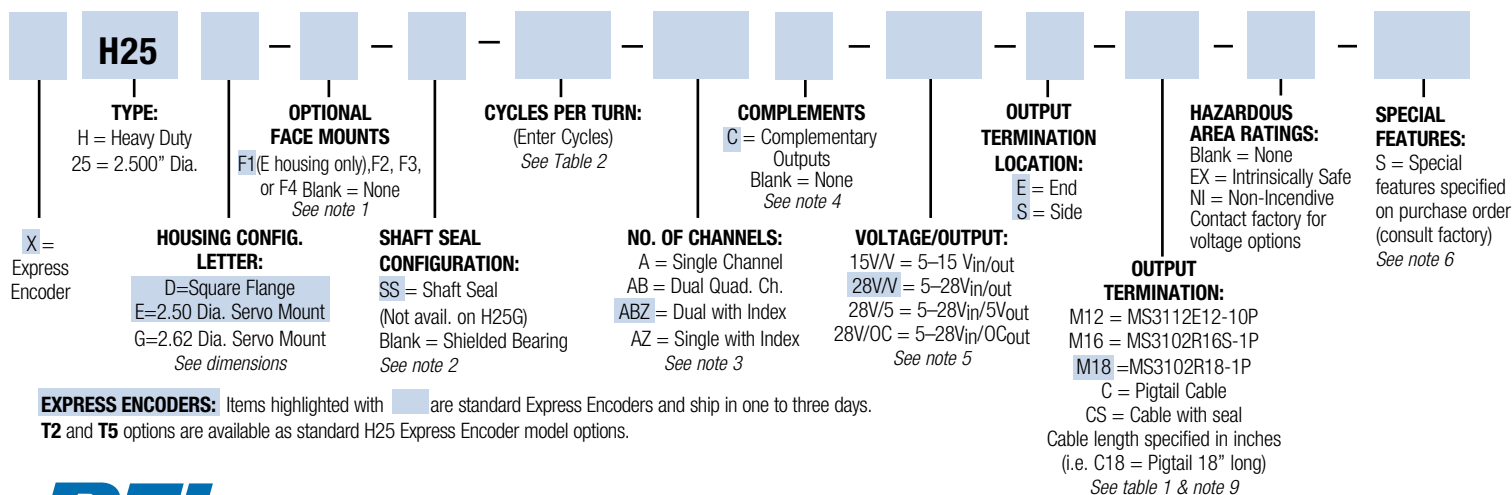 H25 – – – – – – – – – –
TYPE:
H = Heavy Duty
25 = 2.500" Dia.
OPTIONAL
FACE MOUNTS
F1(E housing only),F2, F3,
or F4 Blank = None
See note 1
CYCLES PER TURN:
(Enter Cycles)
See Table 2
COMPLEMENTS
C = Complementary
Outputs
Blank = None
See note 4
OUTPUT
TERMINATION
LOCATION:
E = End
S = Side
HAZARDOUS
AREA RATINGS:
Blank = None
EX = Intrinsically Safe
NI = Non-Incendive
Contact factory for
voltage options
SPECIAL
FEATURES:
S = Special
features specified
on purchase order
(consult factory)
See note 6
X =
Express
Encoder
HOUSING CONFIG.
LETTER:
D=Square Flange
E=2.50 Dia. Servo Mount
G=2.62 Dia. Servo Mount
See dimensions
SHAFT SEAL
CONFIGURATION:
SS = Shaft Seal
(Not avail. on H25G)
Blank = Shielded Bearing
See note 2
NO. OF CHANNELS:
A = Single Channel
AB = Dual Quad. Ch.
ABZ = Dual with Index
AZ = Single with Index
See note 3
VOLTAGE/OUTPUT:
15V/V = 5–15 Vin/out
28V/V = 5–28Vin/out
28V/5 = 5–28Vin/5Vout
28V/OC = 5–28Vin/OCout
See note 5
OUTPUT
TERMINATION:
M12 = MS3112E12-10P
M16 = MS3102R16S-1P
M18 =MS3102R18-1P
C = Pigtail Cable
CS = Cable with seal
Cable length specified in inches
(i.e. C18 = Pigtail 18" long)
See table 1 & note 9
EXPRESS ENCODERS: Items highlighted with are standard Express Encoders and ship in one to three days.
T2 and T5 options are available as standard H25 Express Encoder model options.